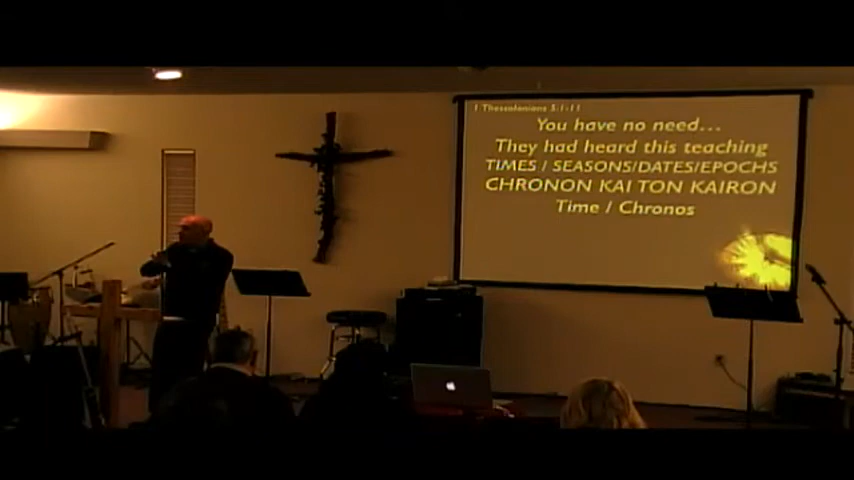 1 Thessalonians 5:1-11
You have no need...
They had heard this teaching
TIMES / SEASONS/DATES/EPOCHS
CHRONON KAI TON KAIRON
Time / Chronos